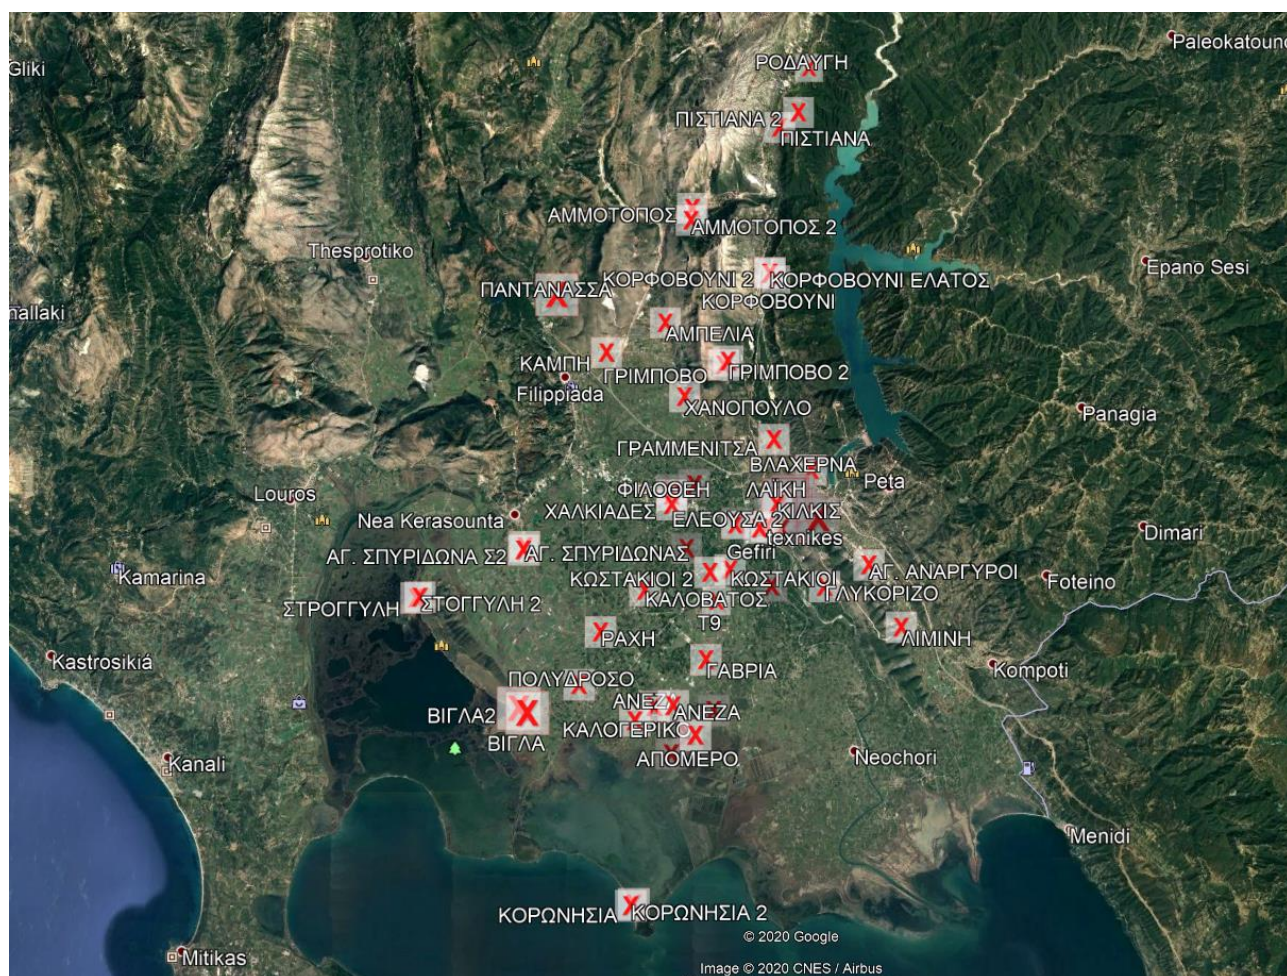 Paleokatoun
Gliki
ΡΟΔΑΥΓΗ
ΠΙΣΤΙΑΝΑ 2
ΠΙΣΤΙΑΝΑ
ΑΜΜΟΤΟΠΟΣ
ΑΜΜΟΤΟΠΟΣ 2
Thesprotiko
Epano Sesi
ΚΟΡΦΟΒΟΥΝΙ 2
ΚΟΡΦΟΒΟΥΝΙ ΕΛΑΤΟΣ
ΠΑΝΤΑΝΑΣΣΑ
ΚΟΡΦΟΒΟΥΝΙ
nallaki
ΑΜΠΕΛΙΑ
ΚΑΜΠΗ
ΓΡΙΜΠΟΒΟ
ΓΡΙΜΠΟΒΟ 2
Filippiada
ΧΑΝΟΠΟΥΛΟ
Panagia
ΓΡΑΜΜΕΝΙΤΣΑ
ΒΛΑΧΕΡΝΑ
Peta
ΦΙΛΟΘΕΗ
ΛΑΪΚΗ
Louros
ΧΑΛΚΙΑΔΕΣ
ΚΙΛΚΙΣ
Nea Kerasounta
ΕΛΕΟΥΣΑ 2
texnikes
Dimari
ΑΓ. ΣΠΥΡΙΔΩΝΑ Σ2
ΑΓ. ΣΠΥΡΙΔΩΝΑΣ
Gefiri
ΑΓ. ΑΝΑΡΓΥΡΟΙ
Kamarina
ΚΩΣΤΑΚΙΟΙ 2
ΚΩΣΤΑΚΙΟΙ
Foteino
ΓΛΥΚΟΡΙΖΟ
ΣΤΡΟΓΓΥΛΗ
ΣΤΟΓΓΥΛΗ 2
ΚΑΛΟΒΑΤΟΣ
T9
ΡΑΧΗ
ΛΙΜΙΝΗ
Kastrosikiá
ΓΑΒΡΙΑ
Kompoti
ΠΟΛΥΔΡΟΣΟ
ΒΙΓΛΑ2
ΑΝΕΖΑ
ΒΙΓΛΑ
ΚΑΛΟΓΕΡΙΚΟ
ΑΠΟΜΕΡΟ
Neochori
Kanali
Menidi
ΚΟΡΩΝΗΣΙΑ
ΚΟΡΩΝΗΣΙΑ 2
© 2020 Google
Mitikas
Image © 2020 CNES / Airbus